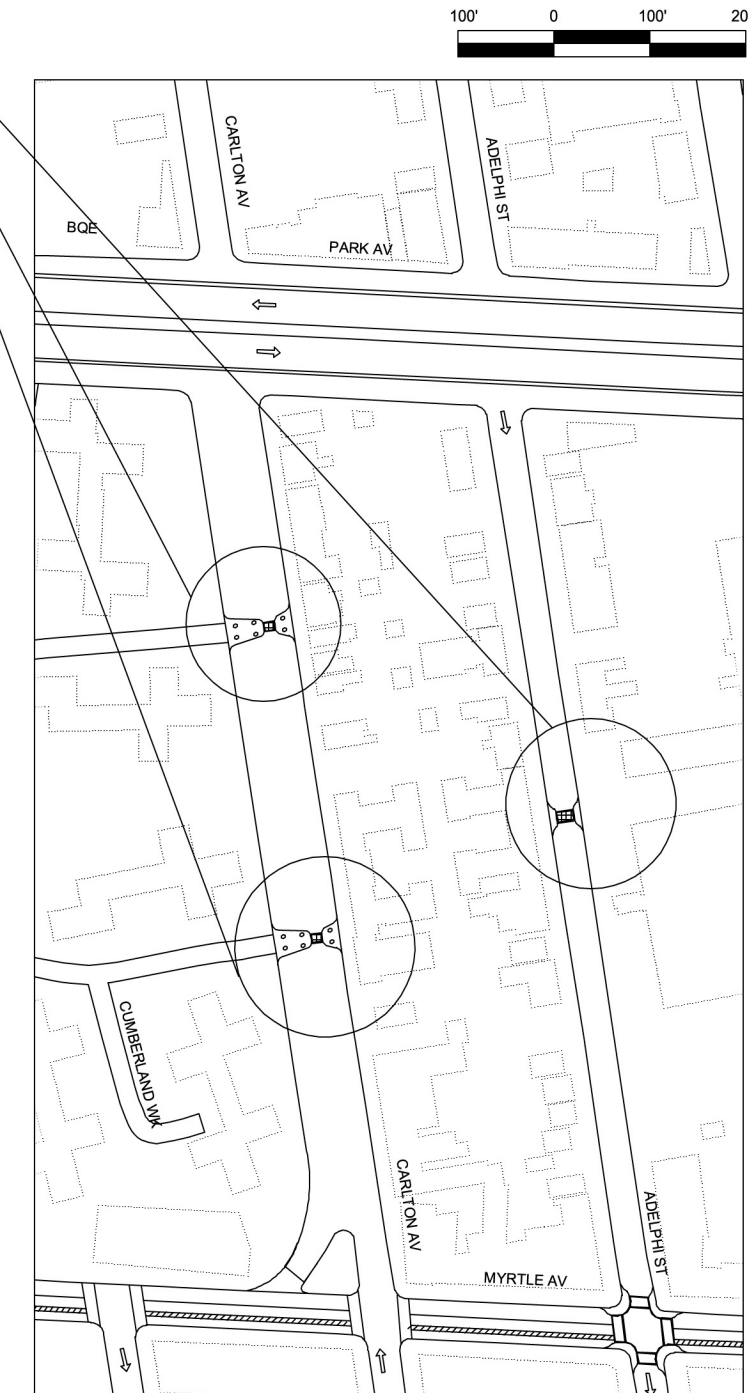 100' 0 100' 20
CARLTON AV
ADELPHI ST
BQE
PARK AV
CUMBERLAND WK
CARLTON AV
ADELPHI ST
MYRTLE AV